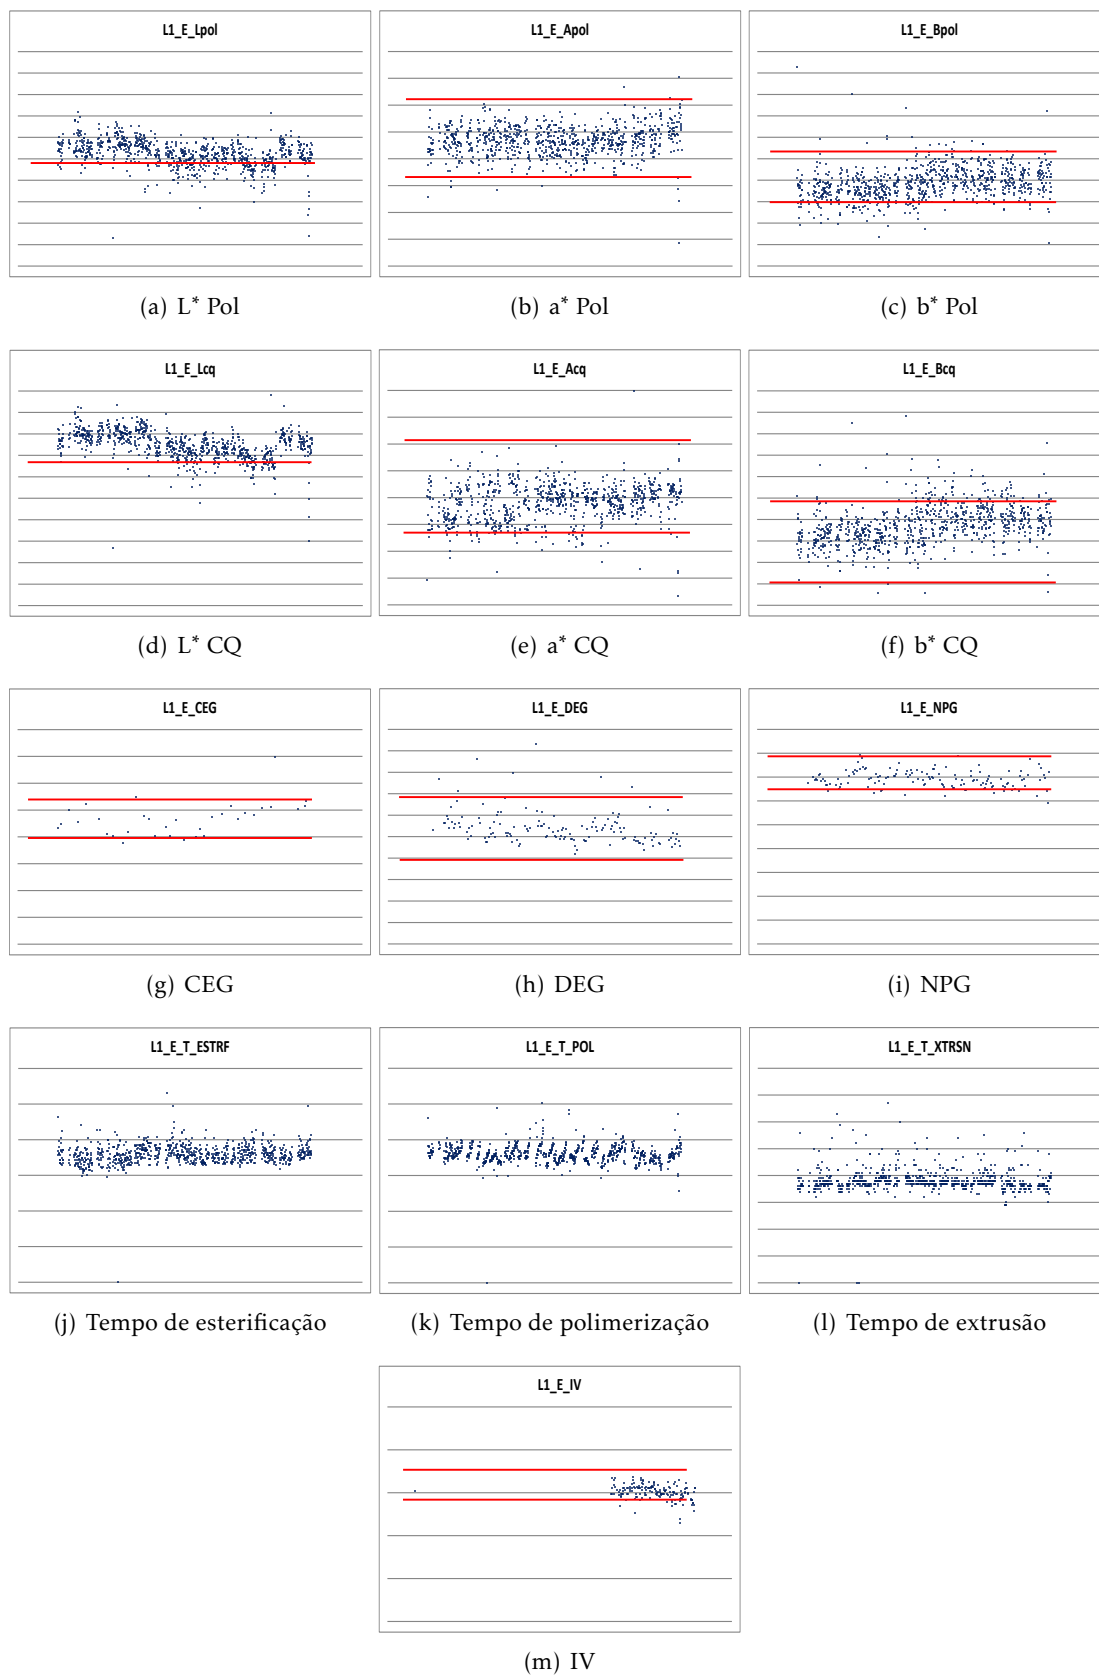 L1_E_Lpol
L1_E_Apol
L1_E_Bpol
(a) L* Pol
(b) a* Pol
(c) b* Pol
L1_E_Lcq
L1_E_Acq
L1_E_Bcq
(d) L* CQ
(e) a* CQ
(f) b* CQ
L1_E_CEG
L1_E_DEG
L1_E_NPG
(g) CEG
(h) DEG
(i) NPG
L1_E_T_ESTRF
L1_E_T_POL
L1_E_T_XTRSN
(j) Tempo de esterificação
(k) Tempo de polimerização
(l) Tempo de extrusão
L1_E_IV
(m) IV